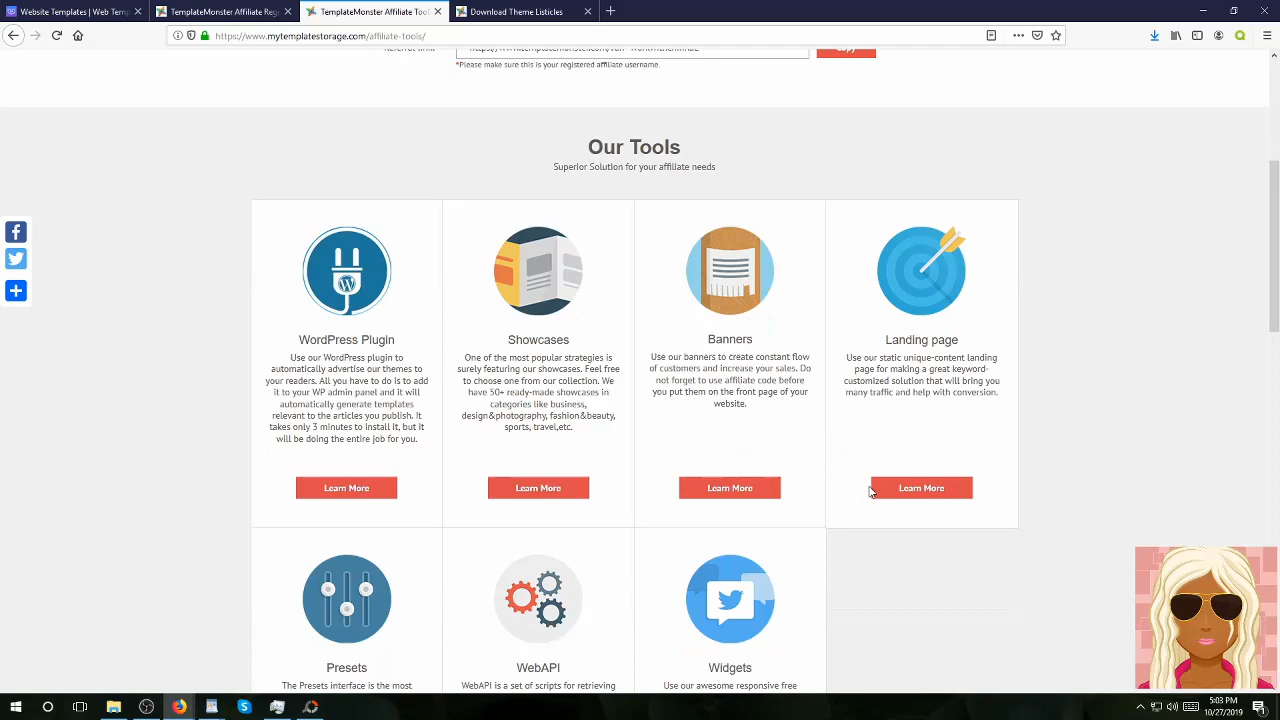 Website Templates | Web Temp
TemplateMonster Affiliate Reg
TemplateMonster Affiliate Tool
Download Theme Listicles
https://www.mytemplatestorage.com/affiliate-tools/
Copy
*Please make sure this is your registered affiliate username.
Our Tools
Superior Solution for your affiliate needs
WordPress Plugin
Use our WordPress plugin to
automatically advertise our themes to
your readers. All you have to do is to add
it to your WP admin panel and it will
automatically generate templates
relevant to the articles you publish. It
takes only 3 minutes to install it, but it
will be doing the entire job for you.
Learn More
Showcases
One of the most popular strategies is
surely featuring our showcases. Feel free
to choose one from our collection. We
have 50+ ready-made showcases in
categories like business,
design&photography, fashion&beauty,
sports, travel,etc.
Learn More
Banners
Use our banners to create constant flow
of customers and increase your sales. Do
not forget to use affiliate code before
you put them on the front page of your
website.
Learn More
Landing page
Use our static unique-content landing
page for making a great keyword-
customized solution that will bring you
many traffic and help with conversion.
Learn More
Presets
The Presets interface is the most
WebAPI
WebAPI is a set of scripts for retrieving
Widgets
Use our awesome responsive free
5:03 PM
10/27/2019